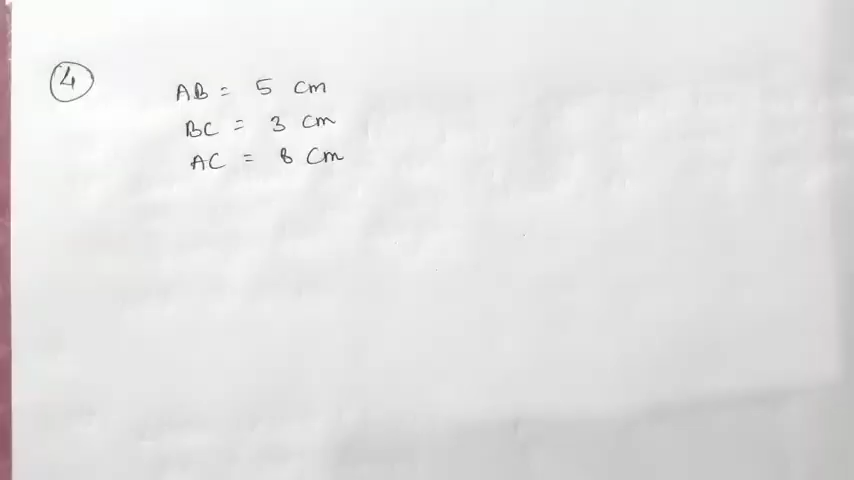 4
AB = 5 cm
BC = 3 cm
AC = 8 cm